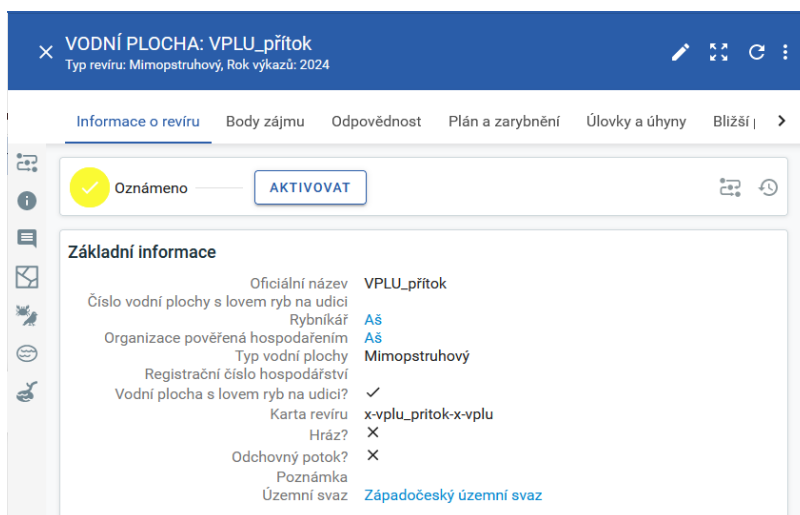 VODNÍ PLOCHA: VPLU_přítok
Typ revíru: Mimopstruhový, Rok výkazů: 2024
Informace o revíru Body zájmu Odpovědnost Plán a zarybnění Úlovky a úhyny Bližší
Oznámeno AKTIVOVAT
Základní informace
Oficiální název VPLU_přítok
Číslo vodní plochy s lovem ryb na udici
Rybníkář Aš
Organizace pověřená hospodařením Aš
Typ vodní plochy Mimopstruhový
Registrační číslo hospodářství
Vodní plocha s lovem ryb na udici?
Karta revíru x-vplu_pritok-x-vplu
Hráz?
Odchovný potok?
Poznámka
Územní svaz Západočeský územní svaz